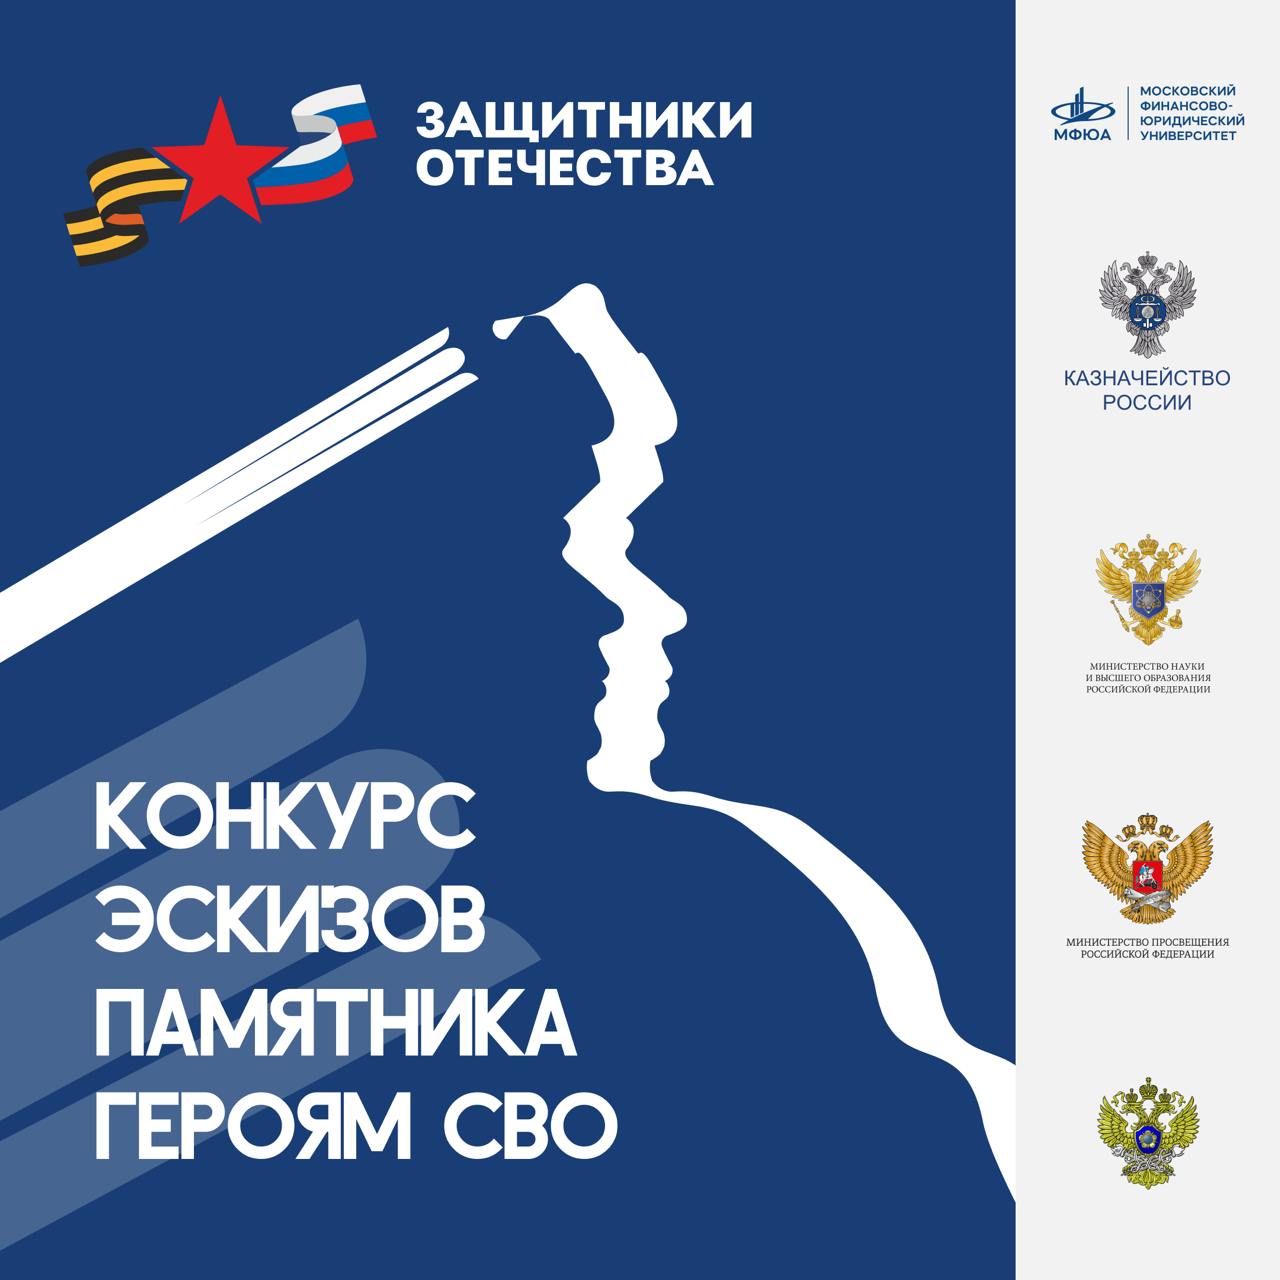 ЗАЩИТНИКИ
ОТЕЧЕСТВА
КОНКУРС
ЭСКИЗОВ
ПАМЯТНИКА
ГЕРОЯМ СВО
МФЮА
МОСКОВСКИЙ
ФИНАНСОВО-
ЮРИДИЧЕСКИЙ
УНИВЕРСИТЕТ
КАЗНАЧЕЙСТВО
РОССИИ
МИНИСТЕРСТВО НАУКИ
И ВЫСШЕГО ОБРАЗОВАНИЯ
РОССИЙСКОЙ ФЕДЕРАЦИИ
МИНИСТЕРСТВО ПРОСВЕЩЕНИЯ
РОССИЙСКОЙ ФЕДЕРАЦИИ